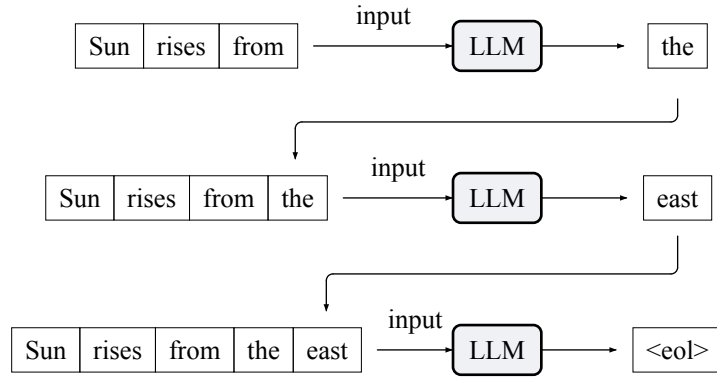 input
Sun rises from LLM the
input
Sun rises from the LLM east
input
Sun rises from the east LLM <eol>